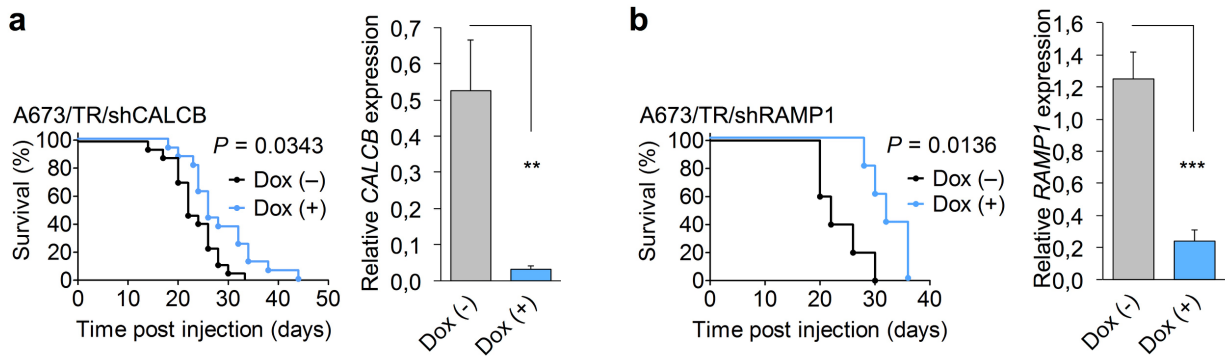 a
A673/TR/shCALCB
Survival (%)
100
80
60
40
20
0
0 10 20 30 40 50
Time post injection (days)
P = 0.0343
Dox (–)
Dox (+)
Relative CALCB expression
0,7
0,6
0,5
0,4
0,3
0,2
0,1
0,0
**
Dox (-)
Dox (+)
b
A673/TR/shRAMP1
Survival (%)
100
80
60
40
20
0
0 10 20 30 40
Time post injection (days)
P = 0.0136
Dox (–)
Dox (+)
Relative RAMP1 expression
1,6
1,4
1,2
1,0
0,8
0,6
0,4
0,2
0,0
***
Dox (-)
Dox (+)